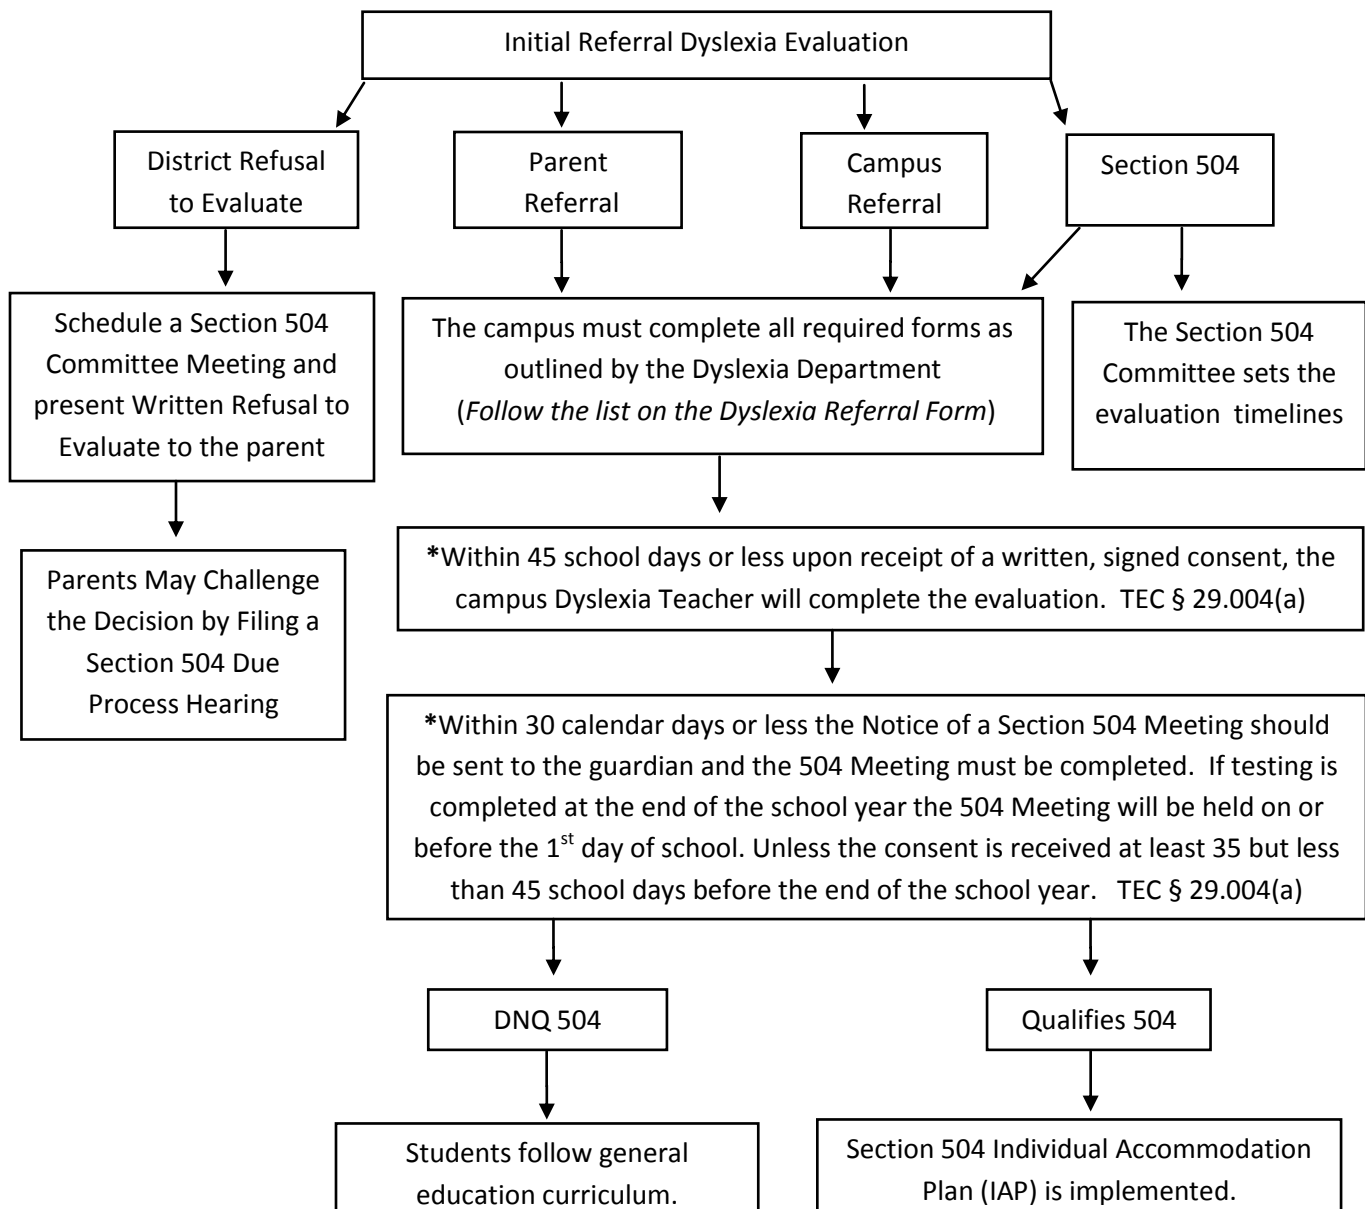 Initial Referral Dyslexia Evaluation
District Refusal
to Evaluate
Parent
Referral
Campus
Referral
Section 504
Schedule a Section 504
Committee Meeting and
present Written Refusal to
Evaluate to the parent
The campus must complete all required forms as
outlined by the Dyslexia Department
(Follow the list on the Dyslexia Referral Form)
The Section 504
Committee sets the
evaluation timelines
Parents May Challenge
the Decision by Filing a
Section 504 Due
Process Hearing
*Within 45 school days or less upon receipt of a written, signed consent, the
campus Dyslexia Teacher will complete the evaluation. TEC § 29.004(a)
*Within 30 calendar days or less the Notice of a Section 504 Meeting should
be sent to the guardian and the 504 Meeting must be completed. If testing is
completed at the end of the school year the 504 Meeting will be held on or
before the 1st day of school. Unless the consent is received at least 35 but less
than 45 school days before the end of the school year. TEC § 29.004(a)
DNQ 504
Qualifies 504
Students follow general
education curriculum.
Section 504 Individual Accommodation
Plan (IAP) is implemented.